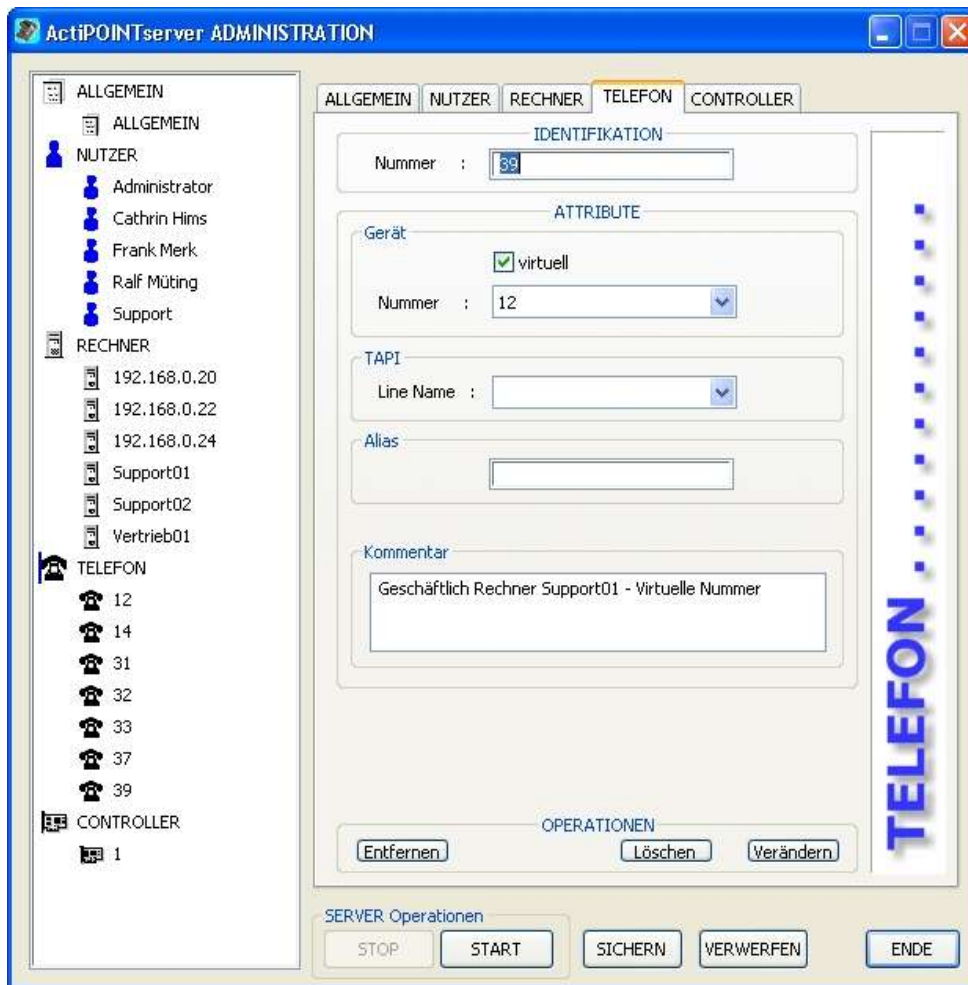 ActiPOINTserver ADMINISTRATION
ALLGEMEIN
ALLGEMEIN
NUTZER
Administrator
Cathrin Hims
Frank Merk
Ralf Müting
Support
RECHNER
192.168.0.20
192.168.0.22
192.168.0.24
Support01
Support02
Vertrieb01
TELEFON
12
14
31
32
33
37
39
CONTROLLER
1
ALLGEMEIN NUTZER RECHNER TELEFON CONTROLLER
IDENTIFIKATION
Nummer : 39
ATTRIBUTE
Gerät
virtuell
Nummer : 12
TAPI
Line Name :
Alias
Kommentar
Geschäftlich Rechner Support01 - Virtuelle Nummer
OPERATIONEN
Entfernen Löschen Verändern
TELEFON
SERVER Operationen
STOP START SICHERN VERWERFEN ENDE